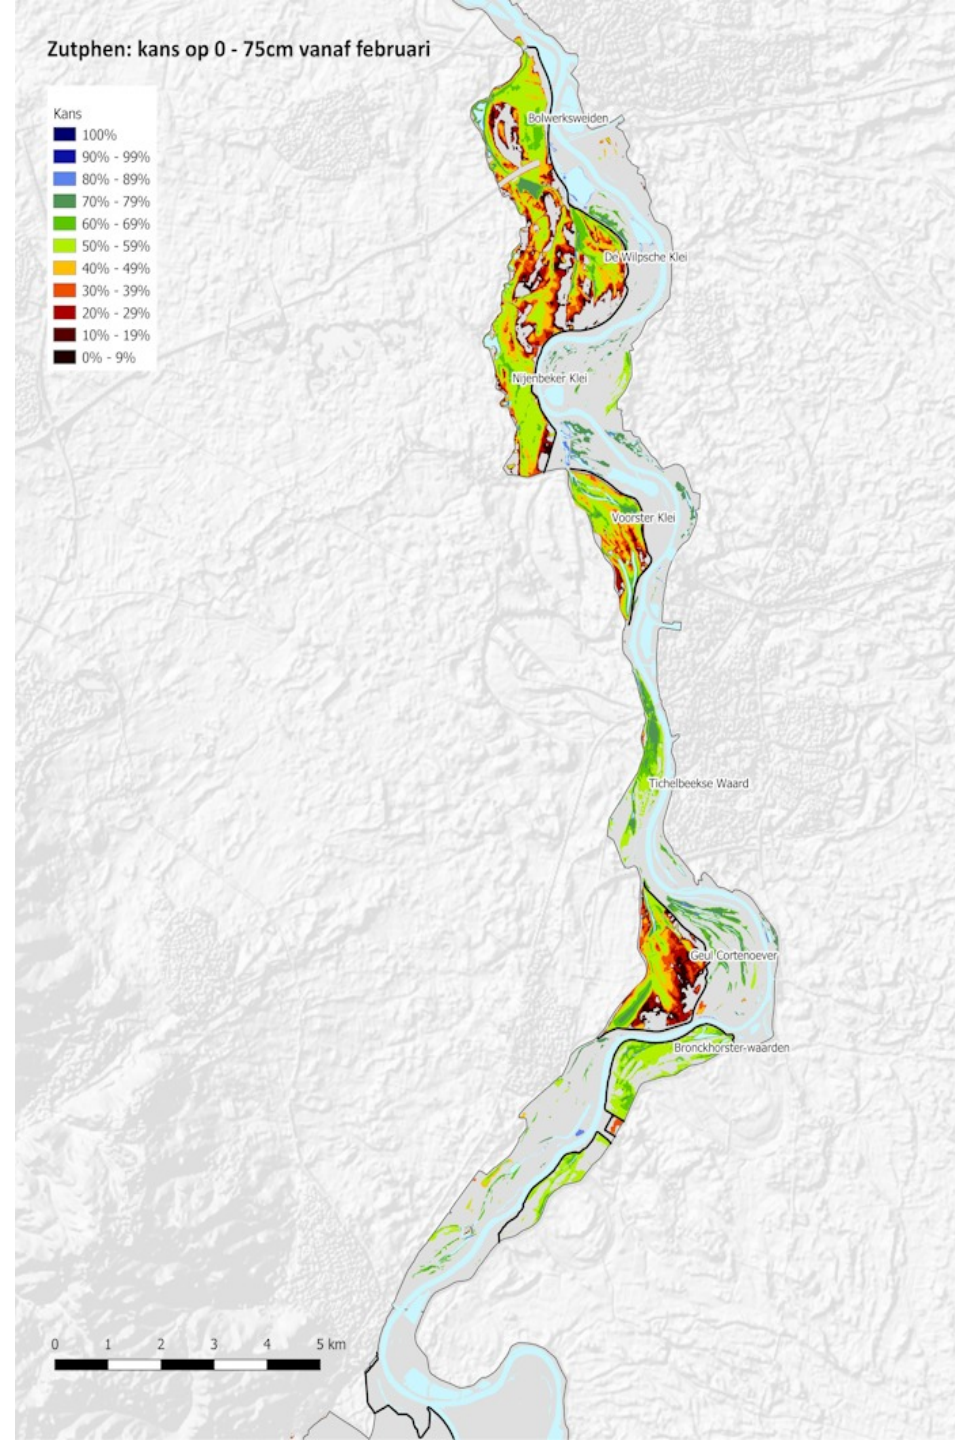 Zutphen: kans op 0 - 75cm vanaf februari
Kans
100%
90% - 99%
80% - 89%
70% - 79%
60% - 69%
50% - 59%
40% - 49%
30% - 39%
20% - 29%
10% - 19%
0% - 9%
Bolwerksweiden
De Wilpsche Klei
Nijenbeker Klei
Voorster Klei
Tichelbeekse Waard
Geul Cortenoever
Bronckhorster-waarden
0 1 2 3 4 5 km